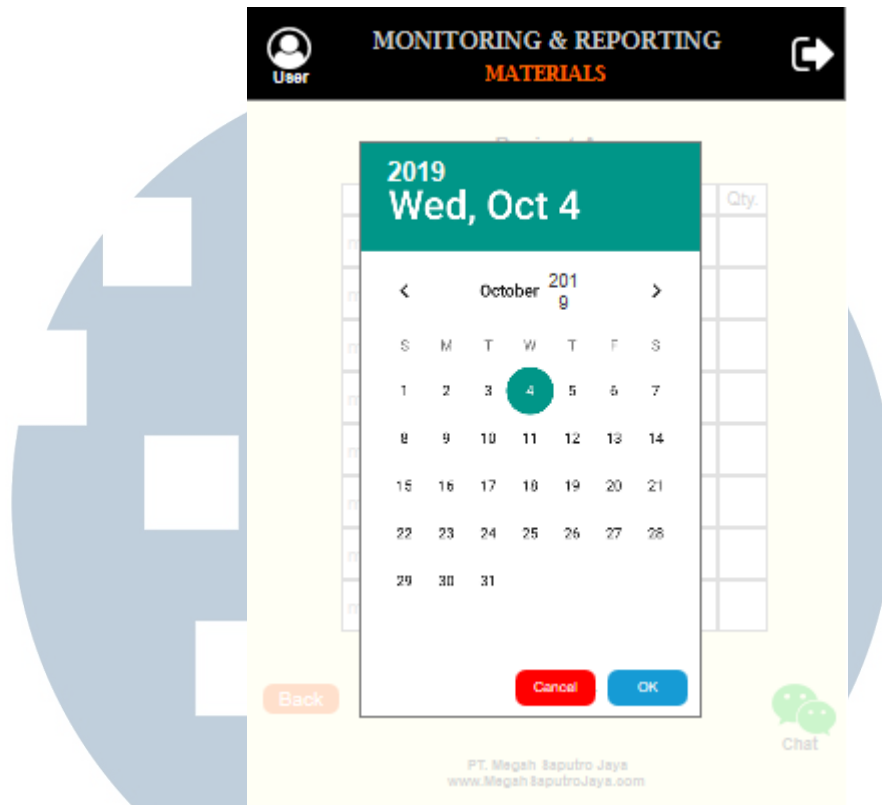 MONITORING & REPORTING
MATERIALS
User
2019
Wed, Oct 4
Qty.
October 2019
S M T W T F S
1 2 3 4 5 6 7
8 9 10 11 12 13 14
15 16 17 18 19 20 21
22 23 24 25 26 27 28
29 30 31
Cancel OK
Back
Chat
PT. Megah Saputro Jaya
www.MegahSaputroJaya.com